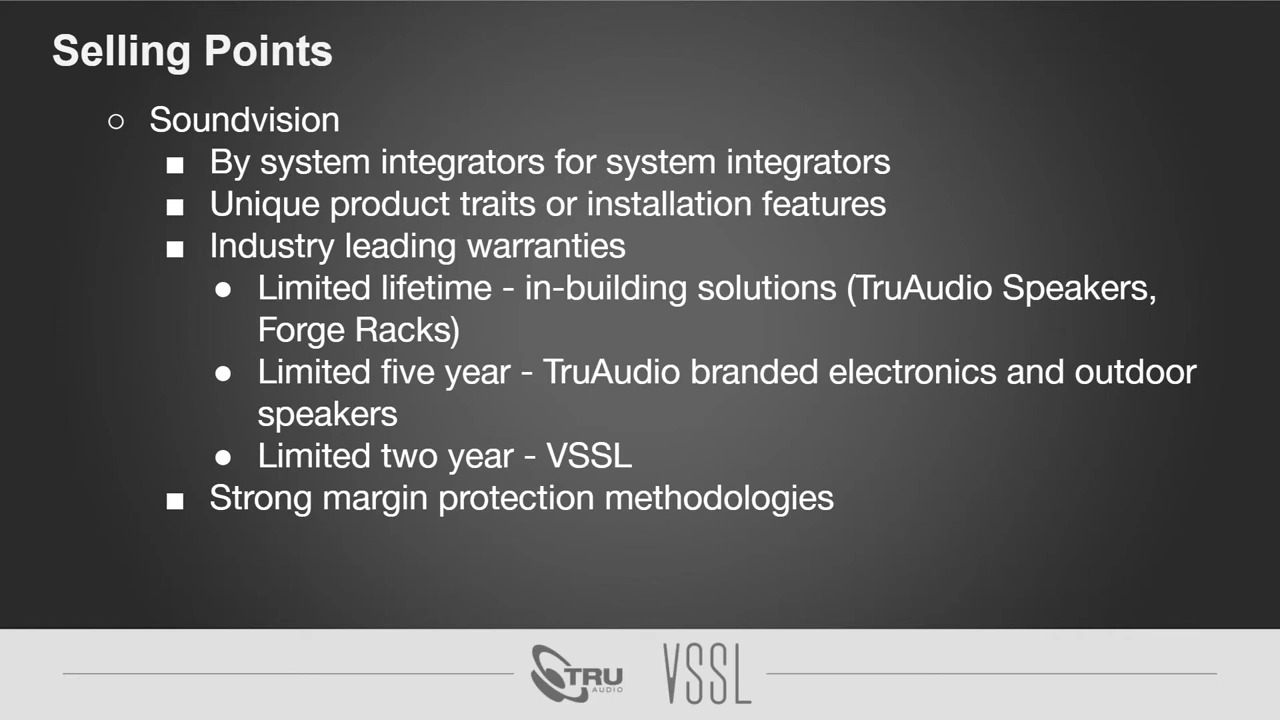 Selling Points
○ Soundvision
■ By system integrators for system integrators
■ Unique product traits or installation features
■ Industry leading warranties
● Limited lifetime - in-building solutions (TruAudio Speakers,
Forge Racks)
● Limited five year - TruAudio branded electronics and outdoor
speakers
● Limited two year - VSSL
■ Strong margin protection methodologies
TRU
AUDIO
VSSL